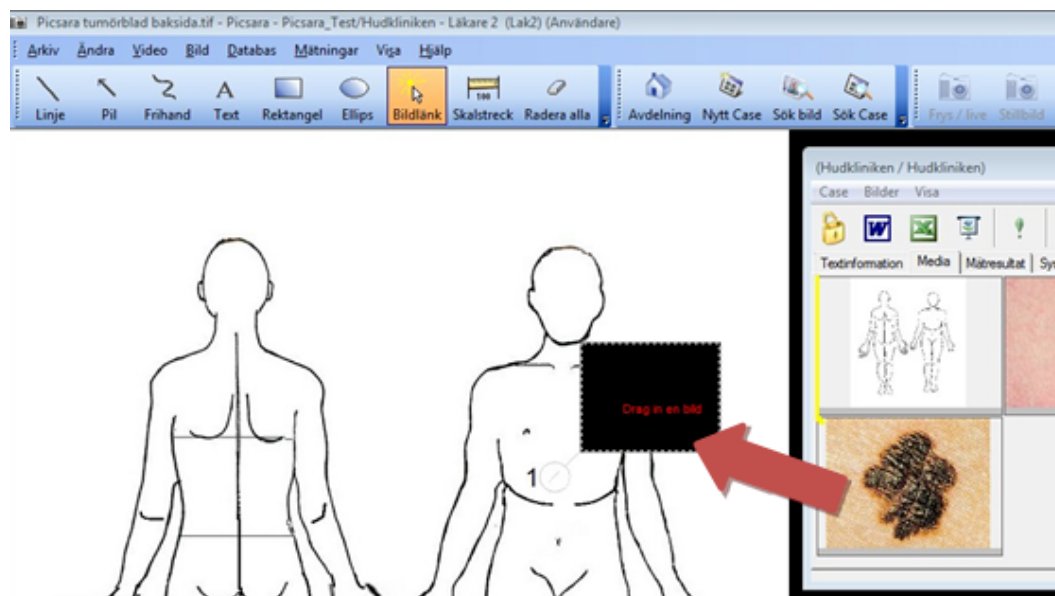 Picsara tumörblad baksida.tif - Picsara - Picsara_Test/Hudkliniken - Läkare 2 (Lak2) (Användare)
Arkiv Ändra Video Bild Databas Mätningar Visa Hjälp
Linje Pil Frihand Text Rektangel Ellips Bildlänk Skalstreck Radera alla Avdelning Nytt Case Sök bild Sök Case Frys / live Stillbild
(Hudkliniken / Hudkliniken)
Case Bilder Visa
Textinformation Media Mätresultat
Drag in en bild
1